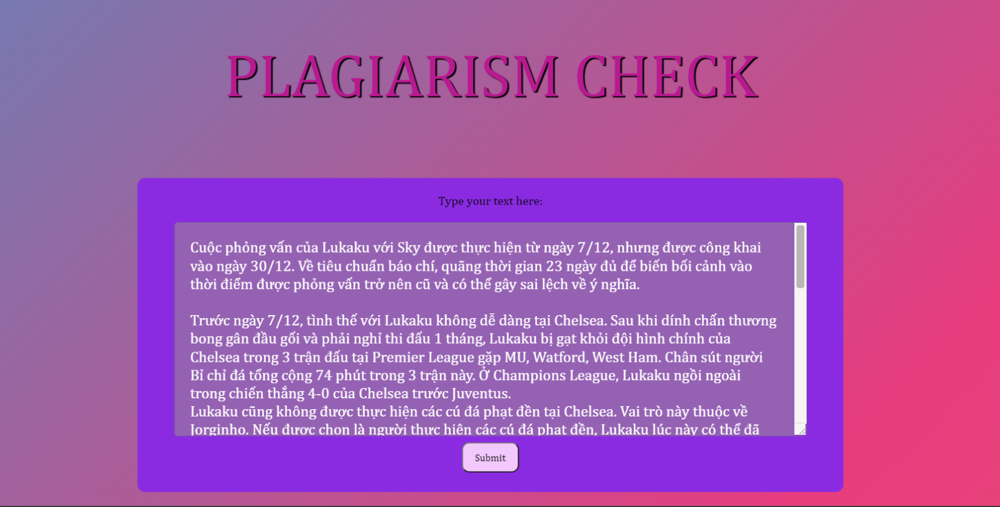 PLAGIARISM CHECK
Type your text here:
Cuộc phỏng vấn của Lukaku với Sky được thực hiện từ ngày 7/12, nhưng được công khai
vào ngày 30/12. Về tiêu chuẩn báo chí, quãng thời gian 23 ngày đủ để biến bối cảnh vào
thời điểm được phỏng vấn trở nên cũ và có thể gây sai lệch về ý nghĩa.
Trước ngày 7/12, tình thế với Lukaku không dễ dàng tại Chelsea. Sau khi dính chấn thương
bong gân đầu gối và phải nghỉ thi đấu 1 tháng, Lukaku bị gạt khỏi đội hình chính của
Chelsea trong 3 trận đấu tại Premier League gặp MU, Watford, West Ham. Chân sút người
Bỉ chỉ đá tổng cộng 74 phút trong 3 trận này. Ở Champions League, Lukaku ngồi ngoài
trong chiến thắng 4-0 của Chelsea trước Juventus.
Lukaku cũng không được thực hiện các cú đá phạt đền tại Chelsea. Vai trò này thuộc về
Jorginho. Nếu được chọn là người thực hiện các cú đá phạt đền, Lukaku lúc này có thể đã
Submit